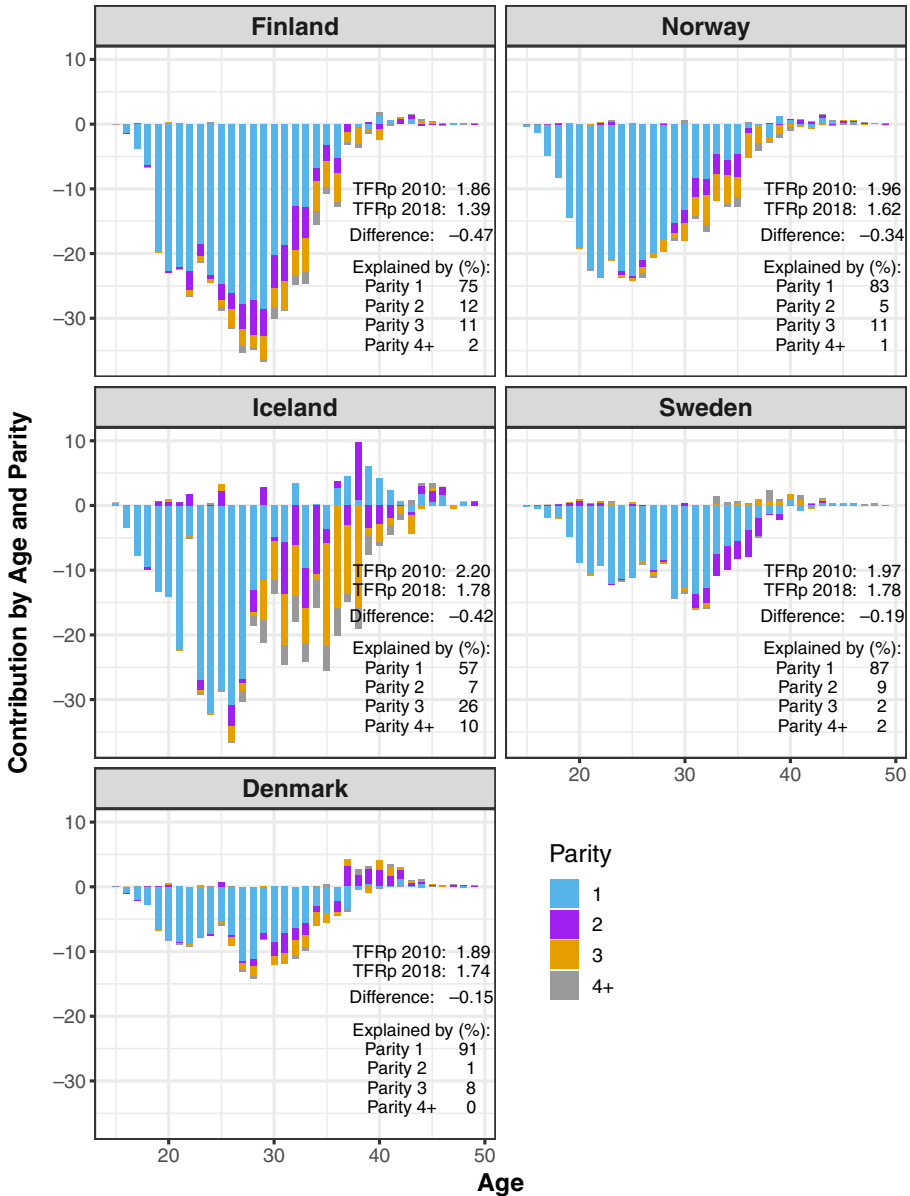 Finland
10
0
−10
−20
−30
TFRp 2010: 1.86
TFRp 2018: 1.39
Difference: −0.47
Explained by (%):
Parity 1 75
Parity 2 12
Parity 3 11
Parity 4+ 2
Norway
TFRp 2010: 1.96
TFRp 2018: 1.62
Difference: −0.34
Explained by (%):
Parity 1 83
Parity 2 5
Parity 3 11
Parity 4+ 1
Contribution by Age and Parity
Iceland
10
0
−10
−20
−30
TFRp 2010: 2.20
TFRp 2018: 1.78
Difference: −0.42
Explained by (%):
Parity 1 57
Parity 2 7
Parity 3 26
Parity 4+ 10
Sweden
TFRp 2010: 1.97
TFRp 2018: 1.78
Difference: −0.19
Explained by (%):
Parity 1 87
Parity 2 9
Parity 3 2
Parity 4+ 2
20 30 40 50
Denmark
10
0
−10
−20
−30
TFRp 2010: 1.89
TFRp 2018: 1.74
Difference: −0.15
Explained by (%):
Parity 1 91
Parity 2 1
Parity 3 8
Parity 4+ 0
20 30 40 50
Age
Parity
1
2
3
4+